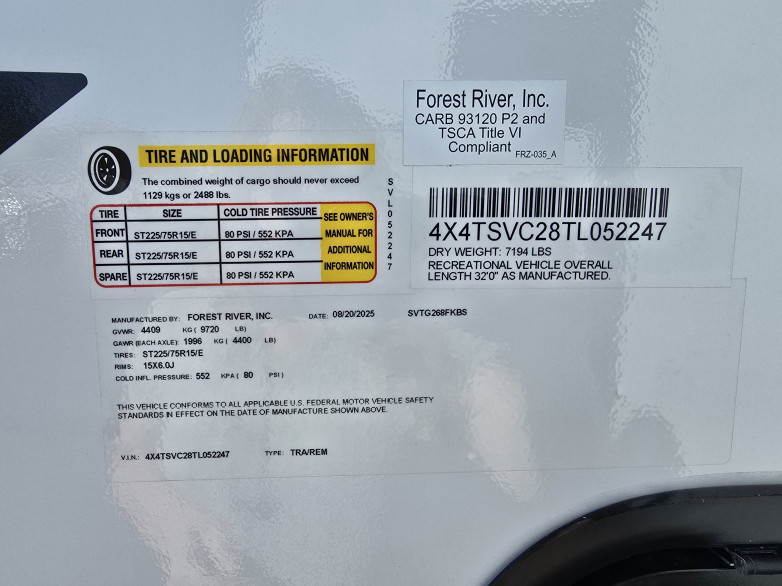 Forest River, Inc.
CARB 93120 P2 and
TSCA Title VI
Compliant
FRZ-035_A
TIRE AND LOADING INFORMATION
The combined weight of cargo should never exceed
1129 kgs or 2488 lbs.
TIRE SIZE COLD TIRE PRESSURE SEE OWNER'S MANUAL FOR ADDITIONAL INFORMATION
FRONT ST225/75R15/E 80 PSI / 552 KPA
REAR ST225/75R15/E 80 PSI / 552 KPA
SPARE ST225/75R15/E 80 PSI / 552 KPA
SVL052247
4X4TSVC28TL052247
DRY WEIGHT: 7194 LBS
RECREATIONAL VEHICLE OVERALL
LENGTH 32'0" AS MANUFACTURED.
MANUFACTURED BY: FOREST RIVER, INC. DATE: 08/20/2025 SVTG268FKBS
GVWR: 4409 KG ( 9720 LB)
GAWR (EACH AXLE): 1996 KG ( 4400 LB)
TIRES: ST225/75R15/E
RIMS: 15X6.0J
COLD INFL. PRESSURE: 552 KPA ( 80 PSI )
THIS VEHICLE CONFORMS TO ALL APPLICABLE U.S. FEDERAL MOTOR VEHICLE SAFETY
STANDARDS IN EFFECT ON THE DATE OF MANUFACTURE SHOWN ABOVE.
V.I.N.: 4X4TSVC28TL052247 TYPE: TRA/REM